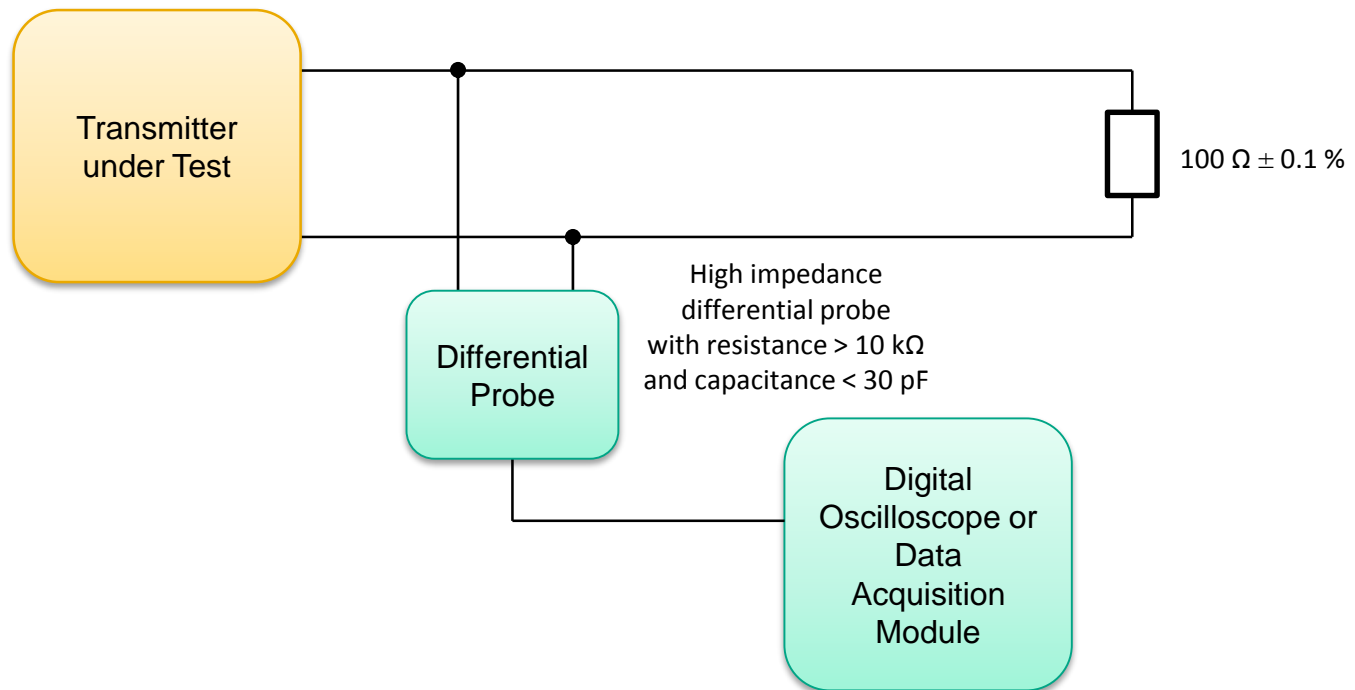 Transmitter
under Test
100 Ω ± 0.1 %
High impedance
differential probe
with resistance > 10 kΩ
and capacitance < 30 pF
Differential
Probe
Digital
Oscilloscope or
Data
Acquisition
Module